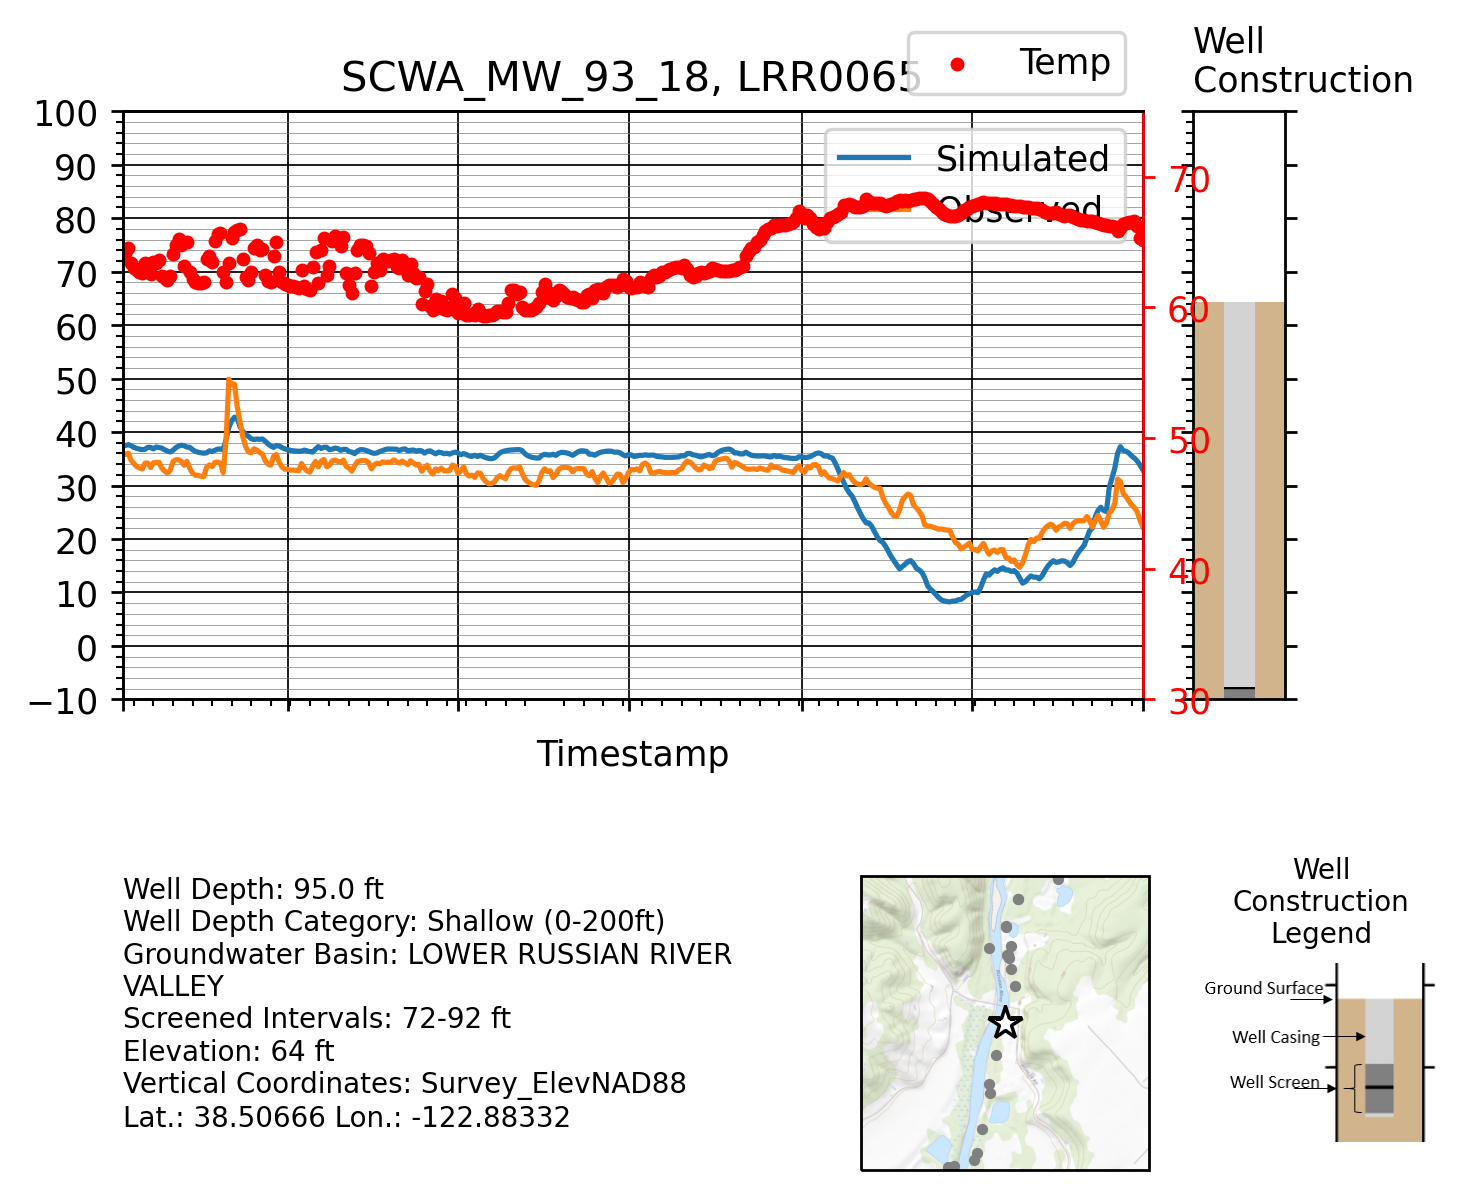 Well
Construction
Temp
SCWA_MW_93_18, LRR0065
Simulated
Observed
100
90
80
70
60
50
40
30
20
10
0
−10
70
60
50
40
30
Timestamp
Well Depth: 95.0 ft
Well Depth Category: Shallow (0-200ft)
Groundwater Basin: LOWER RUSSIAN RIVER
VALLEY
Screened Intervals: 72-92 ft
Elevation: 64 ft
Vertical Coordinates: Survey_ElevNAD88
Lat.: 38.50666 Lon.: -122.88332
Well
Construction
Legend
Ground Surface
Well Casing
Well Screen